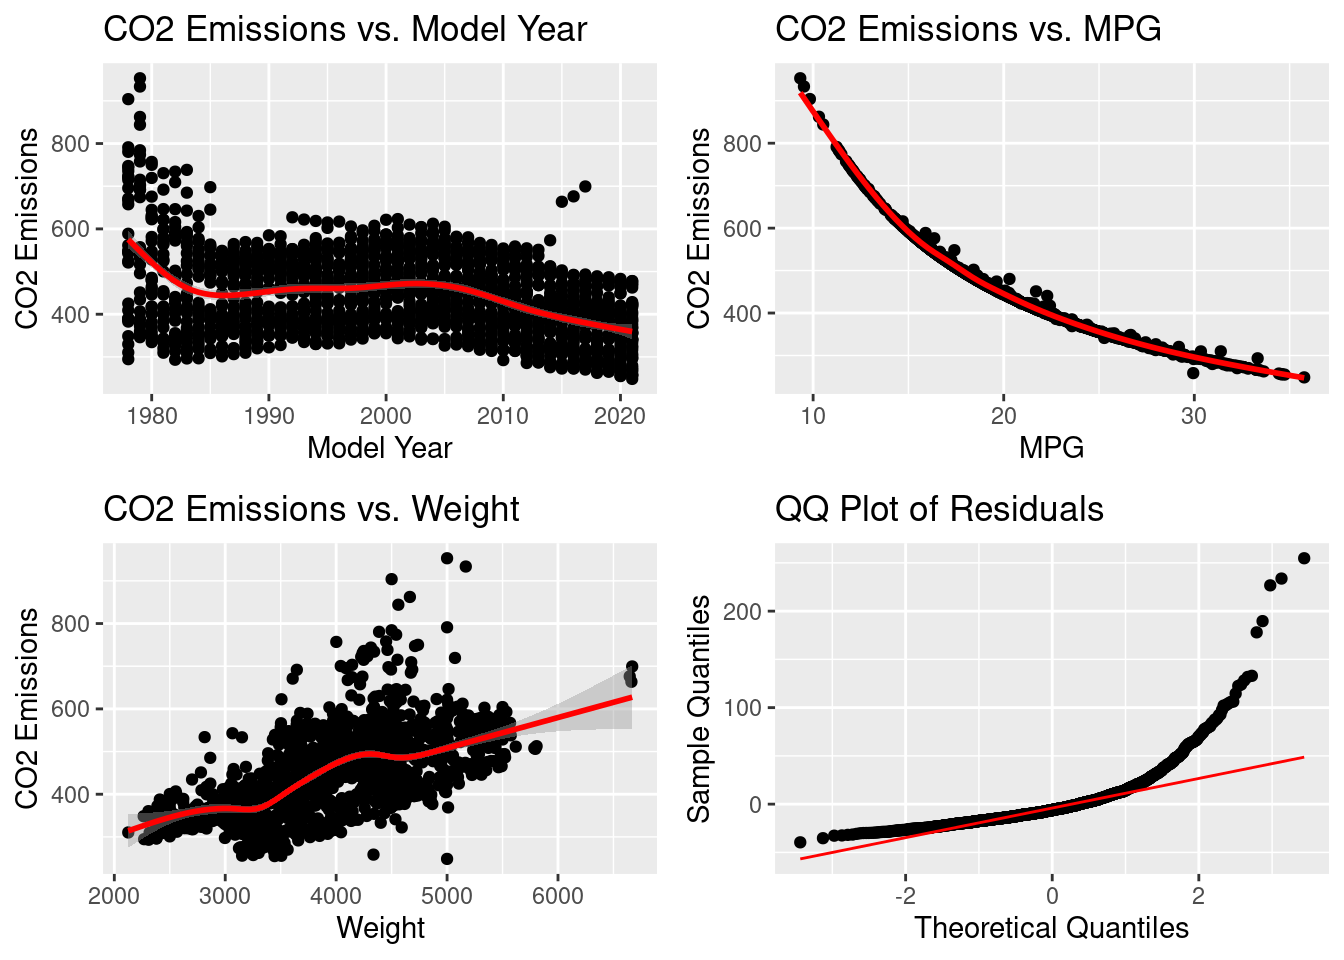 CO2 Emissions vs. Model Year
CO2 Emissions
800
600
400
1980 1990 2000 2010 2020
Model Year
CO2 Emissions vs. MPG
CO2 Emissions
800
600
400
10 20 30
MPG
CO2 Emissions vs. Weight
CO2 Emissions
800
600
400
2000 3000 4000 5000 6000
Weight
QQ Plot of Residuals
Sample Quantiles
200
100
0
-2 0 2
Theoretical Quantiles